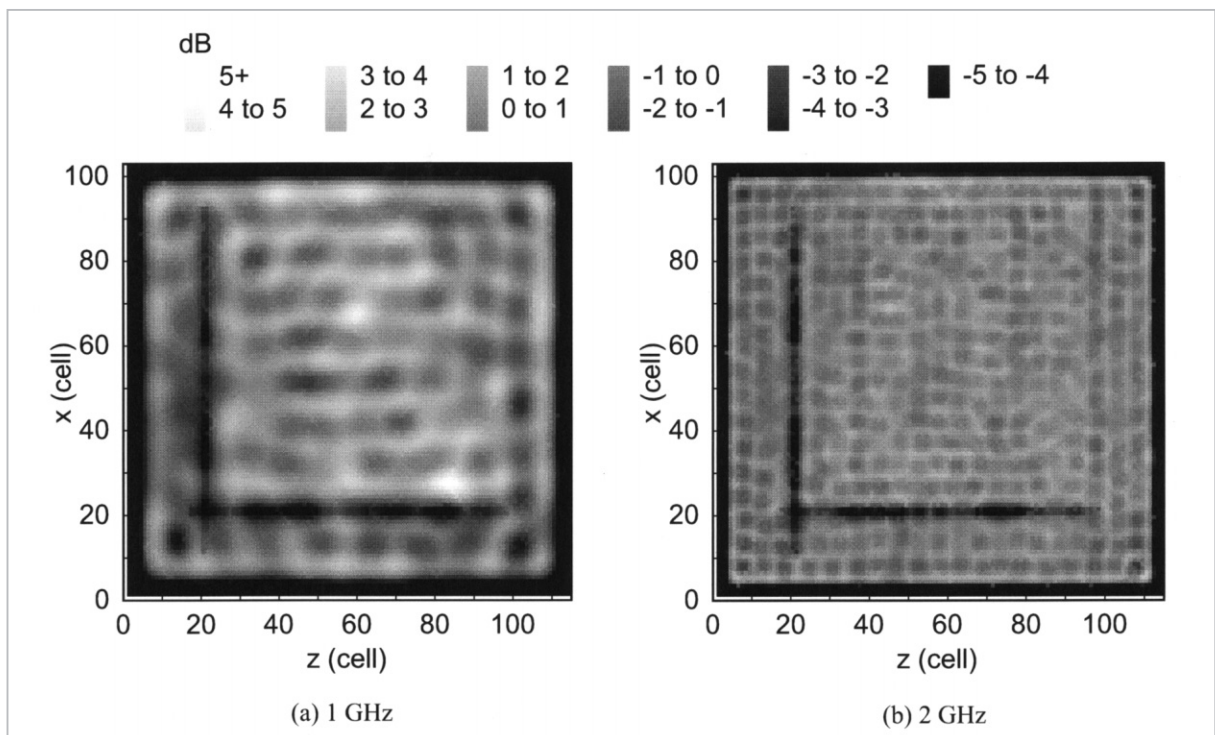 dB
5+ 3 to 4 1 to 2 -1 to 0 -3 to -2 -5 to -4
4 to 5 2 to 3 0 to 1 -2 to -1 -4 to -3
100 100
80 80
60 60
x (cell) x (cell)
40 40
20 20
0 0
0 20 40 60 80 100 0 20 40 60 80 100
z (cell) z (cell)
(a) 1 GHz (b) 2 GHz